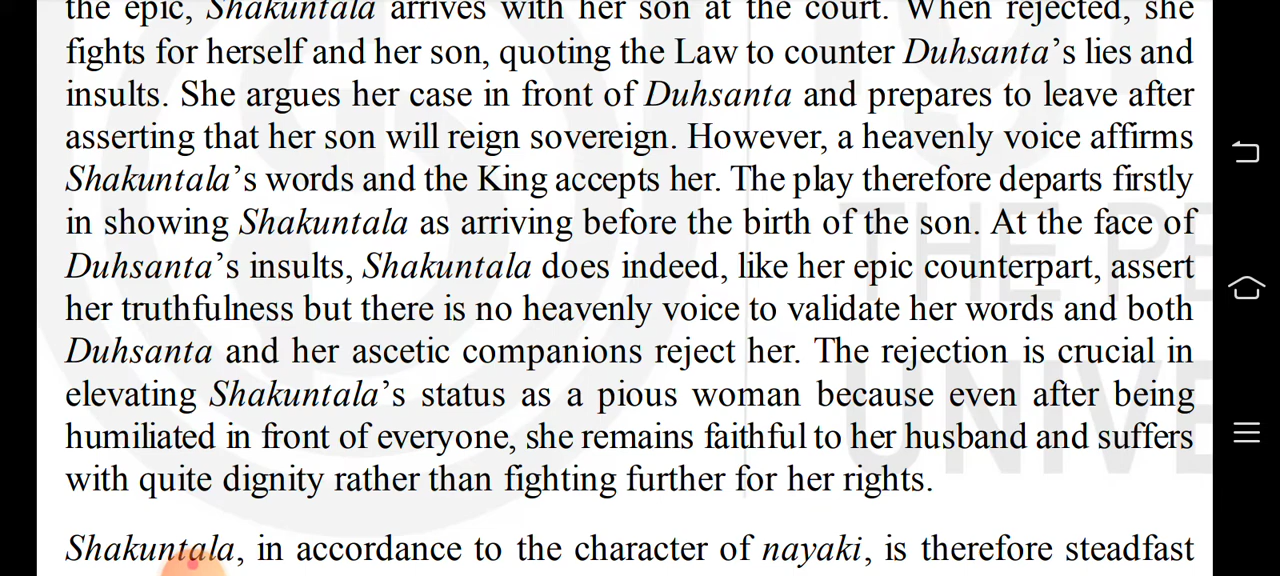 the epic, Shakuntala arrives with her son at the court. When rejected, she
fights for herself and her son, quoting the Law to counter Duhsanta’s lies and
insults. She argues her case in front of Duhsanta and prepares to leave after
asserting that her son will reign sovereign. However, a heavenly voice affirms
Shakuntala’s words and the King accepts her. The play therefore departs firstly
in showing Shakuntala as arriving before the birth of the son. At the face of
Duhsanta’s insults, Shakuntala does indeed, like her epic counterpart, assert
her truthfulness but there is no heavenly voice to validate her words and both
Duhsanta and her ascetic companions reject her. The rejection is crucial in
elevating Shakuntala’s status as a pious woman because even after being
humiliated in front of everyone, she remains faithful to her husband and suffers
with quite dignity rather than fighting further for her rights.
Shakuntala, in accordance to the character of nayaki, is therefore steadfast
THE PE
UNIVE